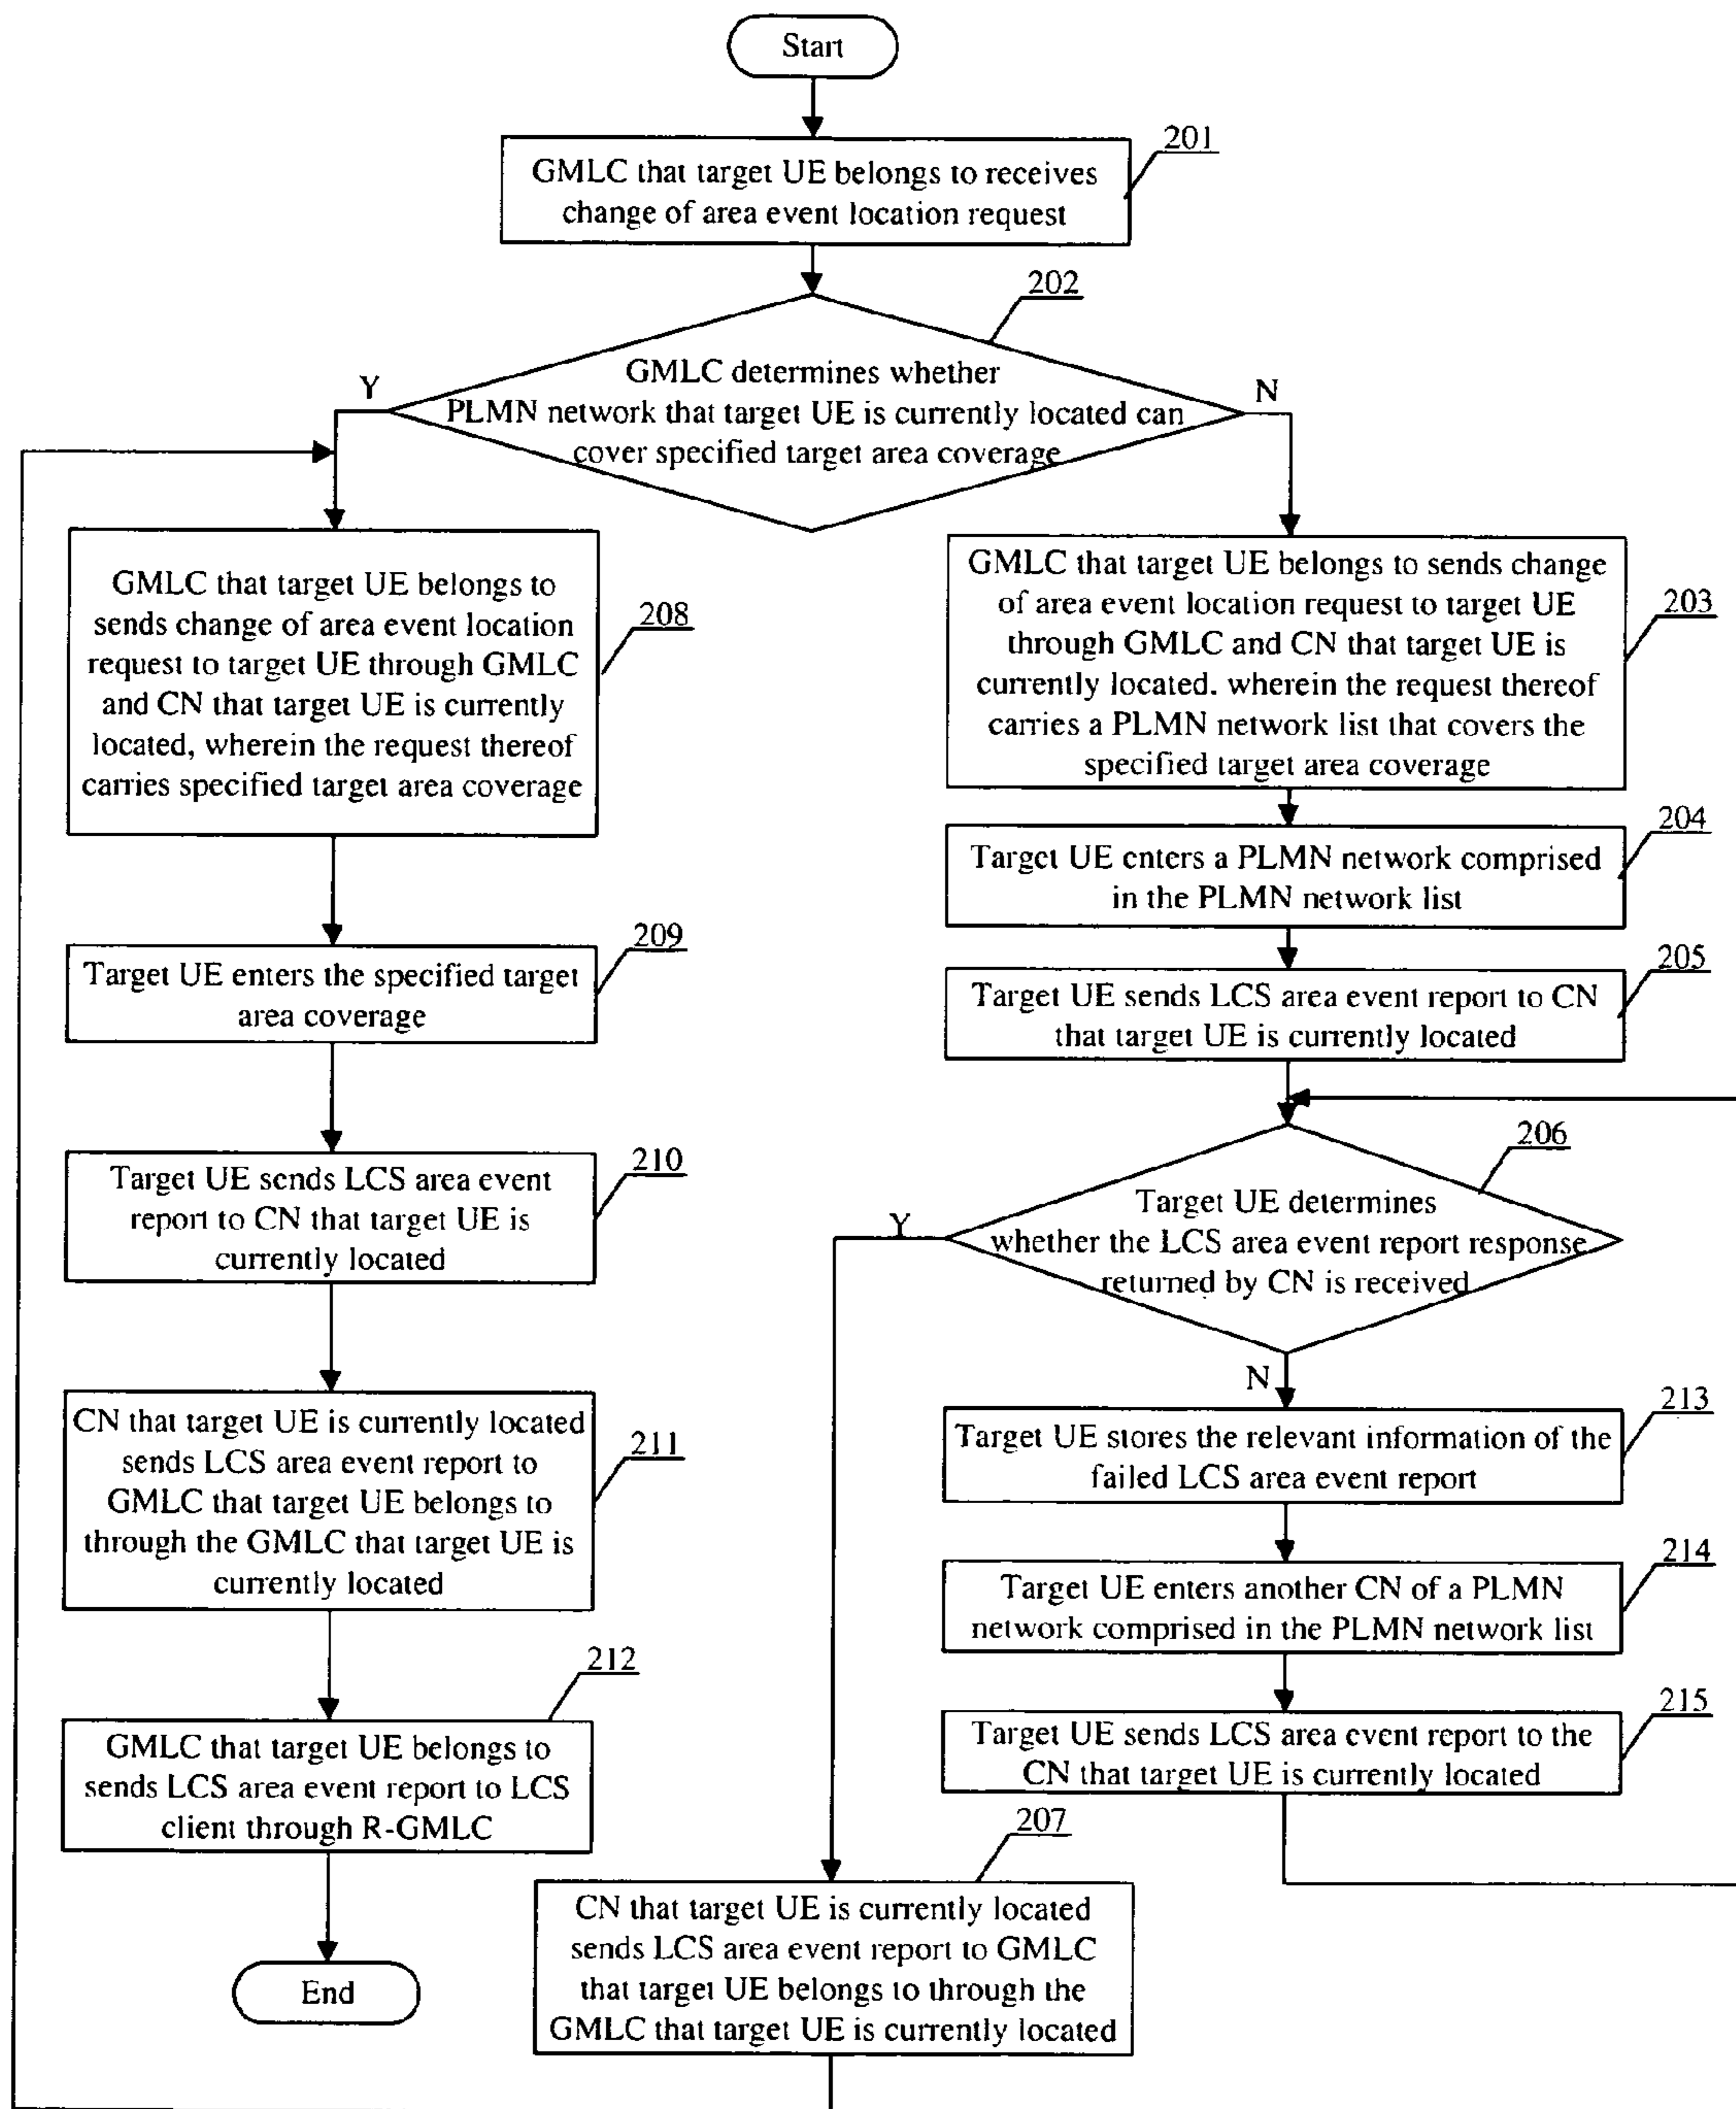 Start
201
GMLC that target UE belongs to receives
change of area event location request
202
GMLC determines whether
PLMN network that target UE is currently located can
cover specified target area coverage
Y
N
GMLC that target UE belongs to
sends change of area event location
request to target UE through GMLC
and CN that target UE is currently
located, wherein the request thereof
carries specified target area coverage
208
GMLC that target UE belongs to sends change
of area event location request to target UE
through GMLC and CN that target UE is
currently located. wherein the request thereof
carries a PLMN network list that covers the
specified target area coverage
203
204
Target UE enters a PLMN network comprised
in the PLMN network list
209
Target UE enters the specified target
area coverage
205
Target UE sends LCS area event report to CN
that target UE is currently located
210
Target UE sends LCS area event
report to CN that target UE is
currently located
206
Target UE determines
whether the LCS area event report response
returned by CN is received
Y
N
211
CN that target UE is currently located
sends LCS area event report to
GMLC that target UE belongs to
through the GMLC that target UE is
currently located
213
Target UE stores the relevant information of the
failed LCS area event report
214
Target UE enters another CN of a PLMN
network comprised in the PLMN network list
212
GMLC that target UE belongs to
sends LCS area event report to LCS
client through R-GMLC
215
Target UE sends LCS area event report to the
CN that target UE is currently located
207
CN that target UE is currently located
sends LCS area event report to GMLC
that target UE belongs to through the
GMLC that target UE is currently located
End